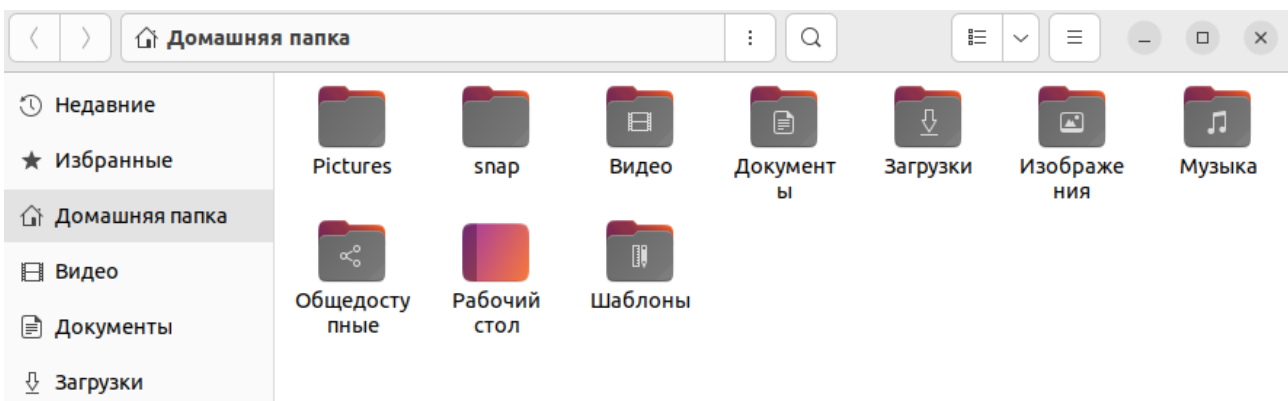 Домашняя папка
Недавние
Избранные
Домашняя папка
Видео
Документы
Загрузки
Pictures
snap
Видео
Документ
ы
Загрузки
Изображе
ния
Музыка
Общедосту
пные
Рабочий
стол
Шаблоны